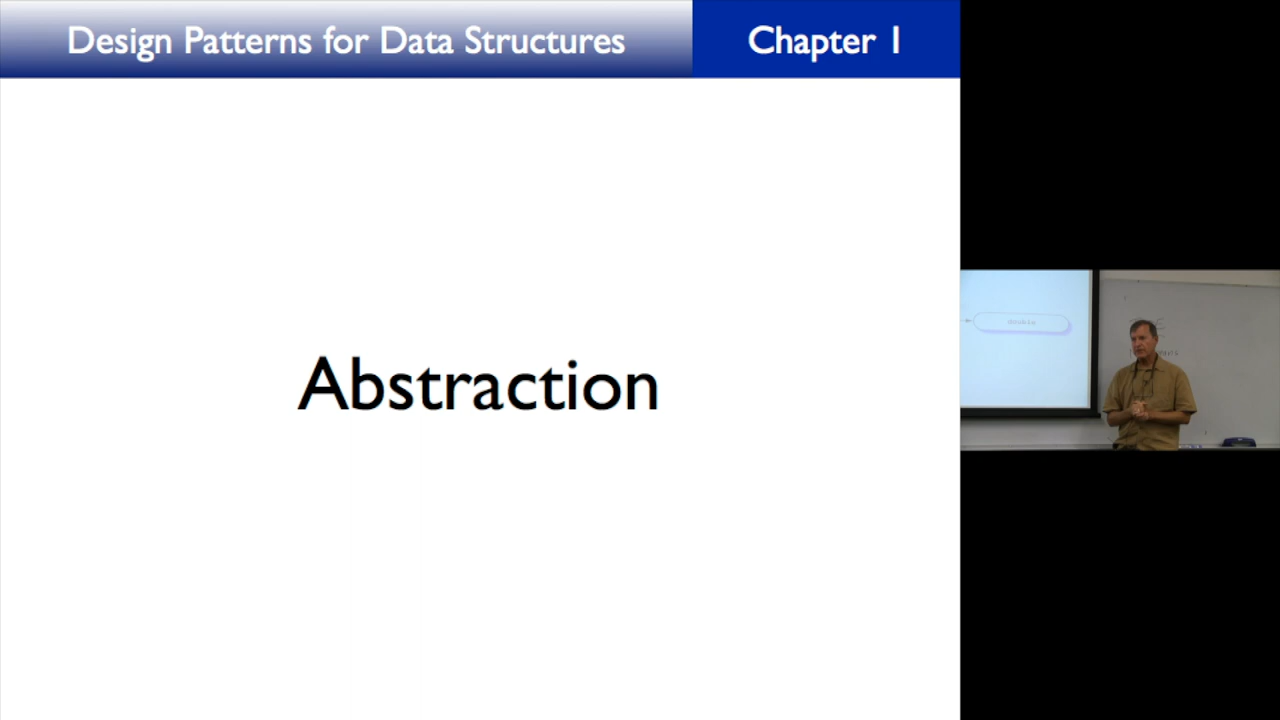 Design Patterns for Data Structures
Chapter 1
Abstraction